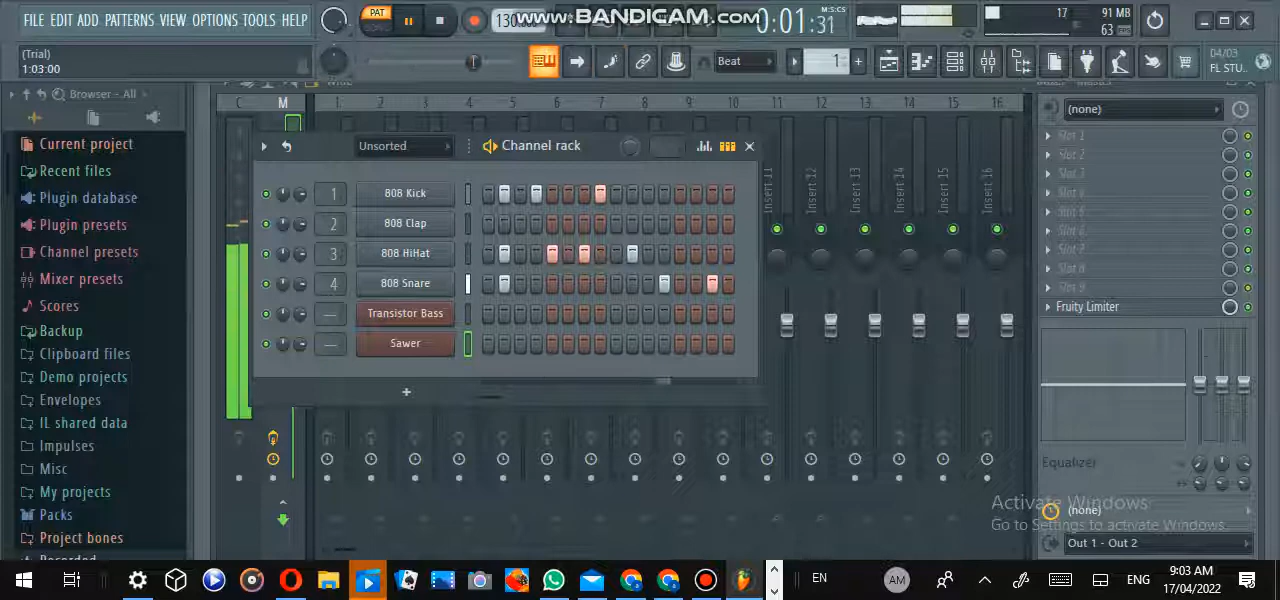 FILE EDIT ADD PATTERNS VIEW OPTIONS TOOLS HELP
PAT
SONG
130
www.BANDICAM.com
0:01:31
M:S:CS
17
91 MB
63
(Trial)
1:03:00
Beat
1
04/03
FL STU..
Browser - All
C M 1 2 3 4 5 6 7 8 9 10 11 12 13 14 15 16
(none)
Current project
Recent files
Plugin database
Plugin presets
Channel presets
Mixer presets
Scores
Backup
Clipboard files
Demo projects
Envelopes
IL shared data
Impulses
Misc
My projects
Packs
Project bones
Recorded
Unsorted
Channel rack
1 808 Kick
2 808 Clap
3 808 HiHat
4 808 Snare
Transistor Bass
Sawer
+
Insert 11
Insert 12
Insert 13
Insert 14
Insert 15
Insert 16
Slot 1
Slot 2
Slot 3
Slot 4
Slot 5
Slot 6
Slot 7
Slot 8
Slot 9
Fruity Limiter
Equalizer
Activate Windows
(none)
Go to Settings to activate Windows.
Out 1 - Out 2
EN
AM
ENG
9:03 AM
17/04/2022